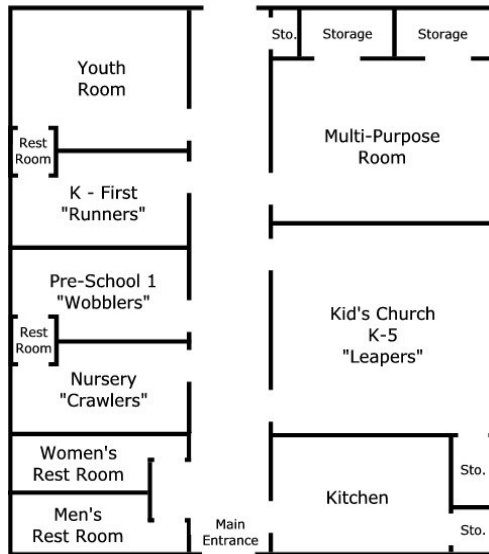 Sto.
Storage
Storage
Youth
Room
Multi-Purpose
Room
Rest
Room
K - First
"Runners"
Pre-School 1
"Wobblers"
Kid's Church
K-5
"Leapers"
Rest
Room
Nursery
"Crawlers"
Women's
Rest Room
Sto.
Kitchen
Men's
Rest Room
Main
Entrance
Sto.